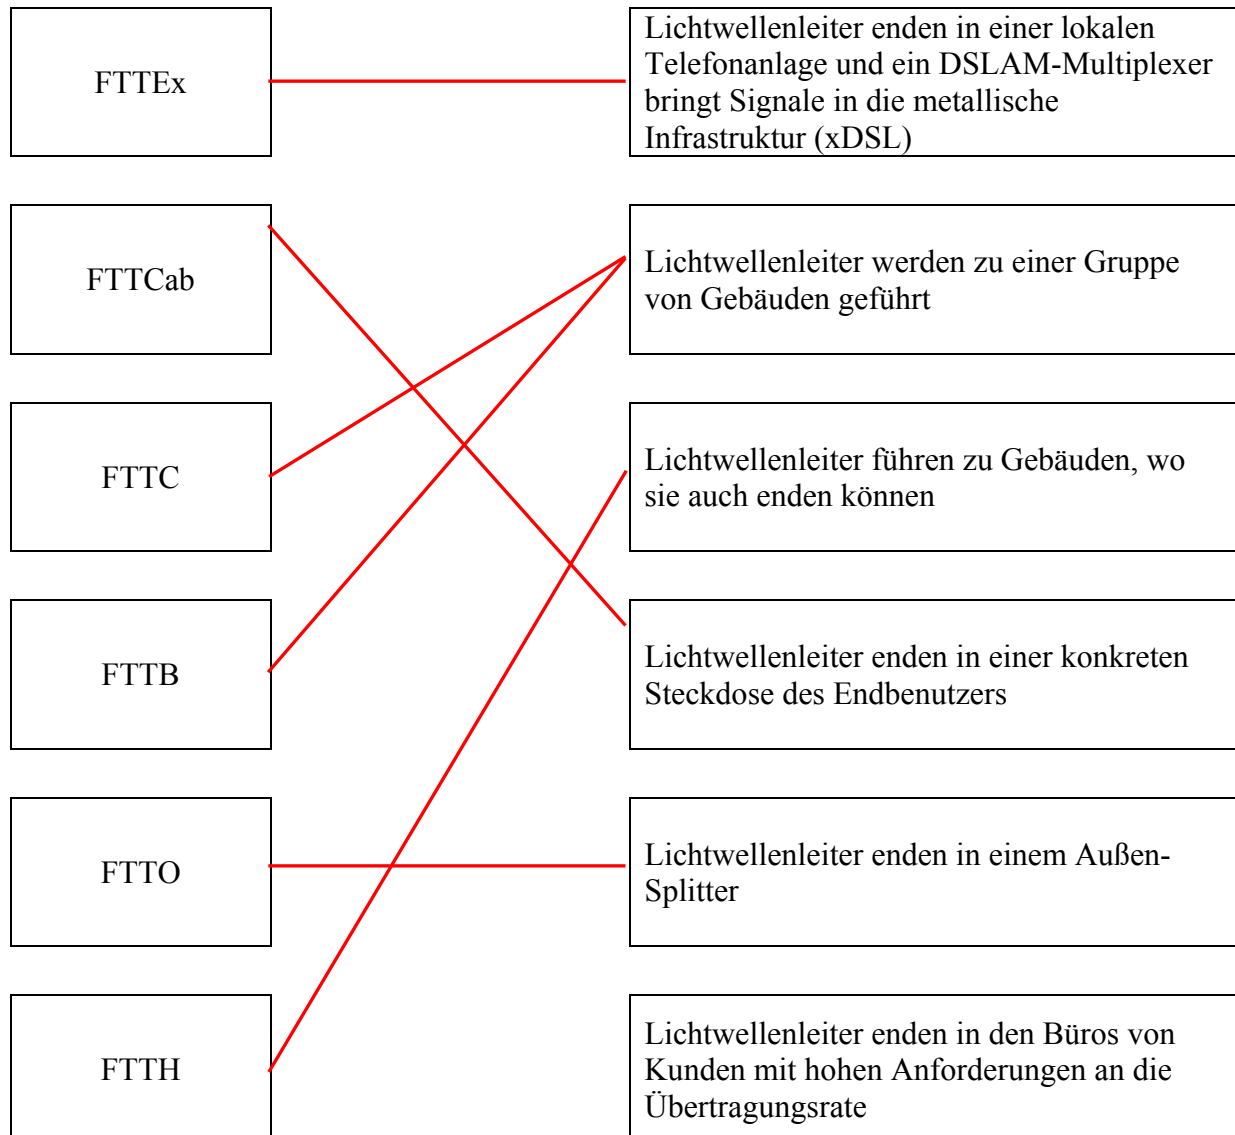 FTTEx
Lichtwellenleiter enden in einer lokalen
Telefonanlage und ein DSLAM-Multiplexer
bringt Signale in die metallische
Infrastruktur (xDSL)
FTTCab
Lichtwellenleiter werden zu einer Gruppe
von Gebäuden geführt
FTTC
Lichtwellenleiter führen zu Gebäuden, wo
sie auch enden können
FTTB
Lichtwellenleiter enden in einer konkreten
Steckdose des Endbenutzers
FTTO
Lichtwellenleiter enden in einem Außen-
Splitter
FTTH
Lichtwellenleiter enden in den Büros von
Kunden mit hohen Anforderungen an die
Übertragungsrate